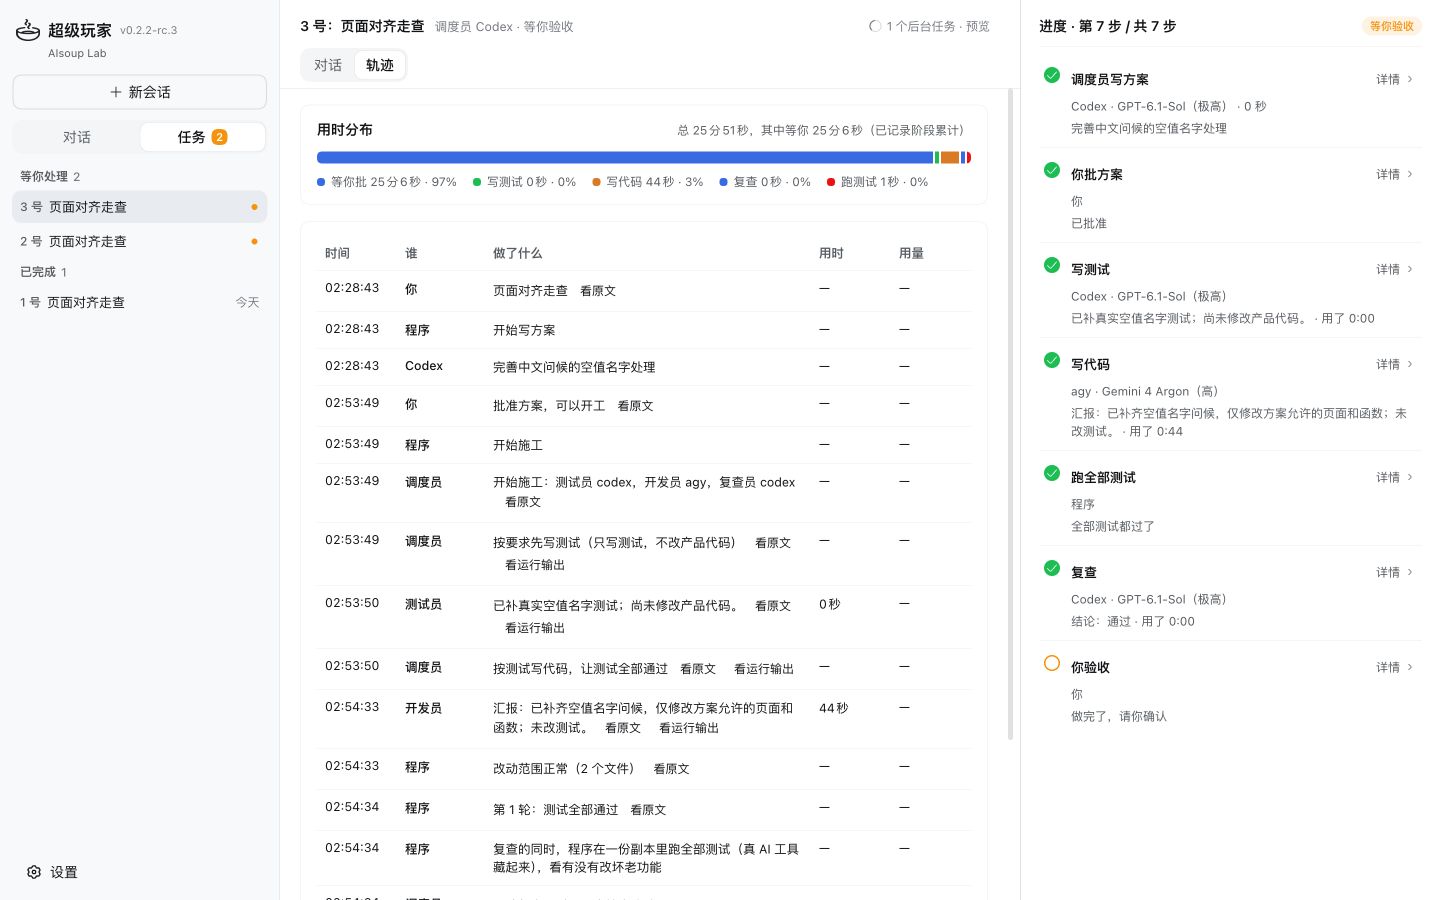 超级玩家 v0.2.2-rc.3
AIsoup Lab
新会话
对话 任务 2
等你处理 2
3 号 页面对齐走查
2 号 页面对齐走查
已完成 1
1 号 页面对齐走查 今天
设置
3 号：页面对齐走查 调度员 Codex · 等你验收 1 个后台任务 · 预览
对话 轨迹
用时分布 总 25分51秒，其中等你 25分6秒（已记录阶段累计）
等你批 25分6秒 · 97% 写测试 0秒 · 0% 写代码 44秒 · 3% 复查 0秒 · 0% 跑测试 1秒 · 0%
时间 谁 做了什么 用时 用量
02:28:43 你 页面对齐走查 看原文 — —
02:28:43 程序 开始写方案 — —
02:28:43 Codex 完善中文问候的空值名字处理 — —
02:53:49 你 批准方案，可以开工 看原文 — —
02:53:49 程序 开始施工 — —
02:53:49 调度员 开始施工：测试员 codex，开发员 agy，复查员 codex — —
看原文
02:53:49 调度员 按要求先写测试（只写测试，不改产品代码） 看原文 — —
看运行输出
02:53:50 测试员 已补真实空值名字测试；尚未修改产品代码。 看原文 0秒 —
看运行输出
02:53:50 调度员 按测试写代码，让测试全部通过 看原文 看运行输出 — —
02:54:33 开发员 汇报：已补齐空值名字问候，仅修改方案允许的页面和 44秒 —
函数；未改测试。 看原文 看运行输出
02:54:33 程序 改动范围正常（2 个文件） 看原文 — —
02:54:34 程序 第 1 轮：测试全部通过 看原文 — —
02:54:34 程序 复查的同时，程序在一份副本里跑全部测试（真 AI 工具 — —
藏起来），看有没有改坏老功能
进度 · 第 7 步 / 共 7 步 等你验收
调度员写方案 详情
Codex · GPT-6.1-Sol（极高） · 0 秒
完善中文问候的空值名字处理
你批方案 详情
你
已批准
写测试 详情
Codex · GPT-6.1-Sol（极高）
已补真实空值名字测试；尚未修改产品代码。 · 用了 0:00
写代码 详情
agy · Gemini 4 Argon（高）
汇报：已补齐空值名字问候，仅修改方案允许的页面和函数；未
改测试。 · 用了 0:44
跑全部测试 详情
程序
全部测试都过了
复查 详情
Codex · GPT-6.1-Sol（极高）
结论：通过 · 用了 0:00
你验收 详情
你
做完了，请你确认